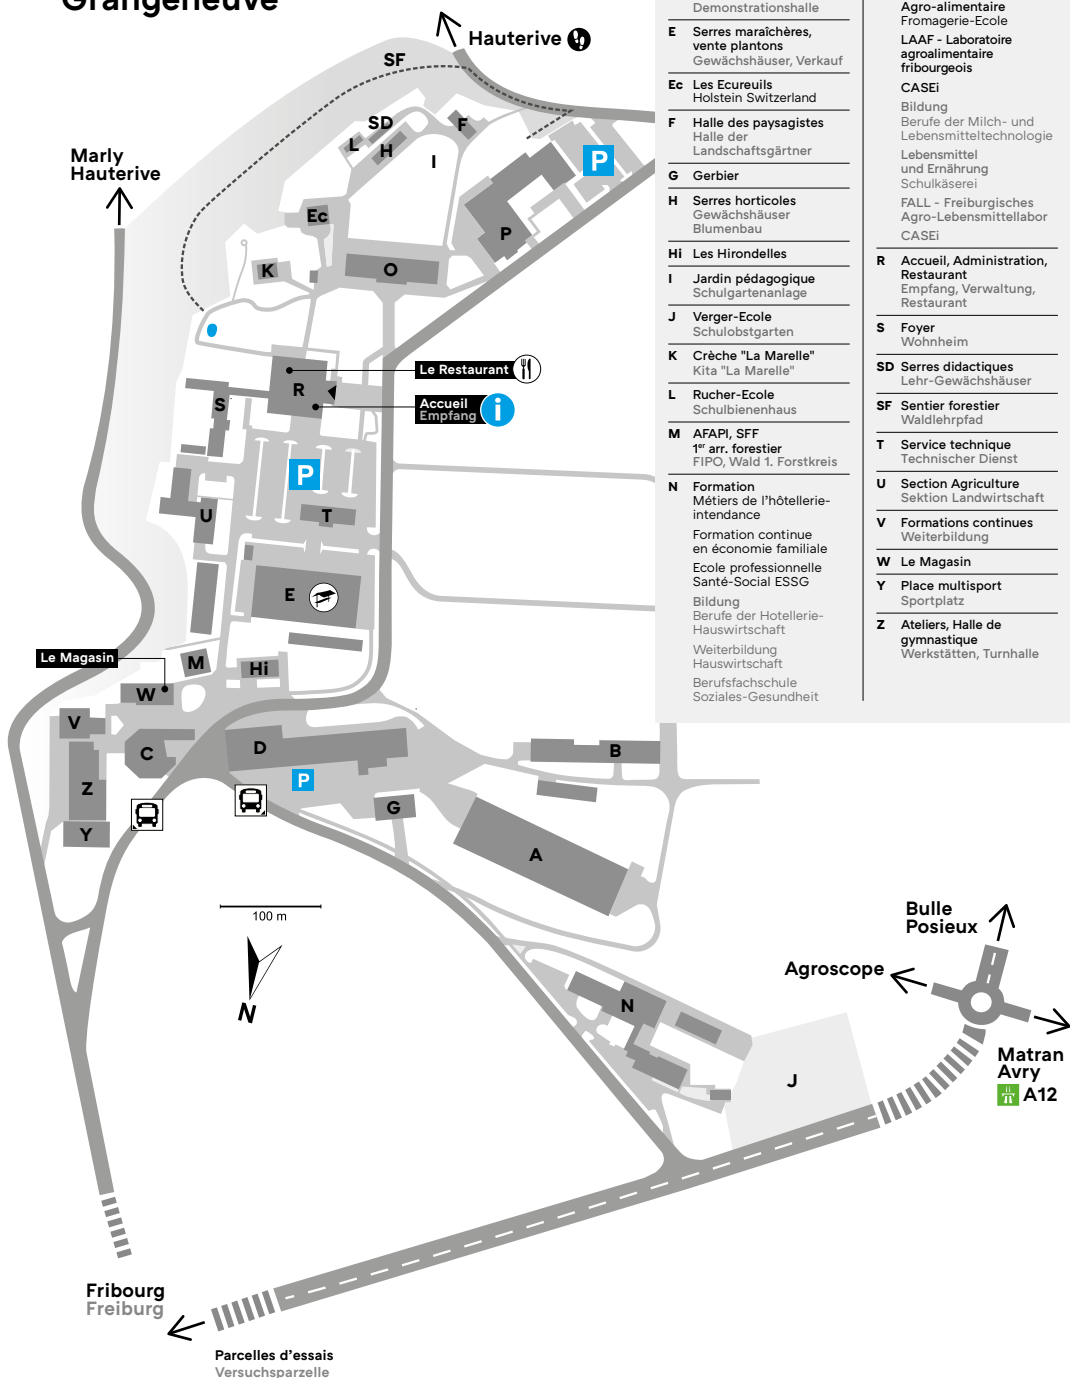 Grangeneuve
Hauterive
SF
Marly
Hauterive
SD
L
H
F
I
P
P
Ec
K
O
Le Restaurant
R
Accueil
Empfang
i
S
P
U
T
E
Le Magasin
M
Hi
W
V
C
D
B
Z
P
G
Y
A
100 m
N
Bulle
Posieux
Agroscope
N
Matran
Avry
A12
J
Fribourg
Freiburg
Parcelles d'essais
Versuchsparzelle
Demonstrationshalle
E Serres maraîchères,
vente plantons
Gewächshäuser, Verkauf
Ec Les Ecureuils
Holstein Switzerland
F Halle des paysagistes
Halle der
Landschaftsgärtner
G Gerbier
H Serres horticoles
Gewächshäuser
Blumenbau
Hi Les Hirondelles
I Jardin pédagogique
Schulgartenanlage
J Verger-Ecole
Schulobstgarten
K Crèche "La Marelle"
Kita "La Marelle"
L Rucher-Ecole
Schulbienenhaus
M AFAPI, SFF
1er arr. forestier
FIPO, Wald 1. Forstkreis
N Formation
Métiers de l'hôtellerie-
intendance
Formation continue
en économie familiale
Ecole professionnelle
Santé-Social ESSG
Bildung
Berufe der Hotellerie-
Hauswirtschaft
Weiterbildung
Hauswirtschaft
Berufsfachschule
Soziales-Gesundheit
Agro-alimentaire
Fromagerie-Ecole
LAAF - Laboratoire
agroalimentaire
fribourgeois
CASEi
Bildung
Berufe der Milch- und
Lebensmitteltechnologie
Lebensmittel
und Ernährung
Schulkäserei
FALL - Freiburgisches
Agro-Lebensmittellabor
CASEi
R Accueil, Administration,
Restaurant
Empfang, Verwaltung,
Restaurant
S Foyer
Wohnheim
SD Serres didactiques
Lehr-Gewächshäuser
SF Sentier forestier
Waldlehrpfad
T Service technique
Technischer Dienst
U Section Agriculture
Sektion Landwirtschaft
V Formations continues
Weiterbildung
W Le Magasin
Y Place multisport
Sportplatz
Z Ateliers, Halle de
gymnastique
Werkstätten, Turnhalle